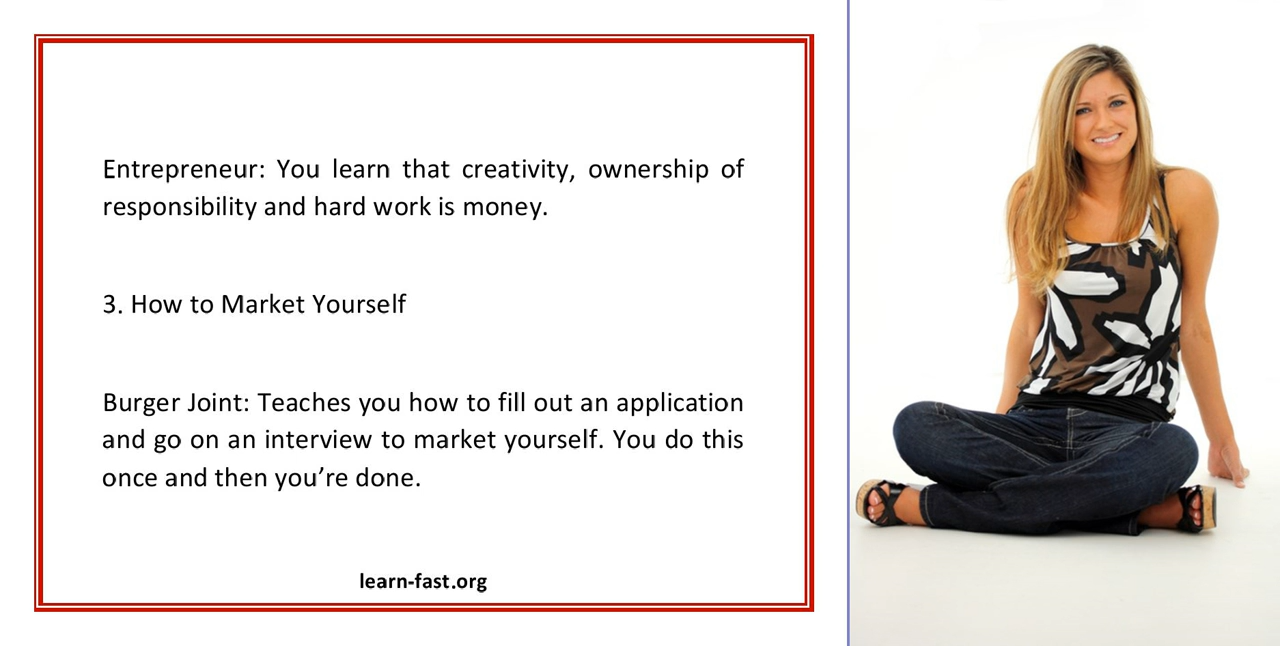 Entrepreneur: You learn that creativity, ownership of
responsibility and hard work is money.
3. How to Market Yourself
Burger Joint: Teaches you how to fill out an application
and go on an interview to market yourself. You do this
once and then you’re done.
learn-fast.org